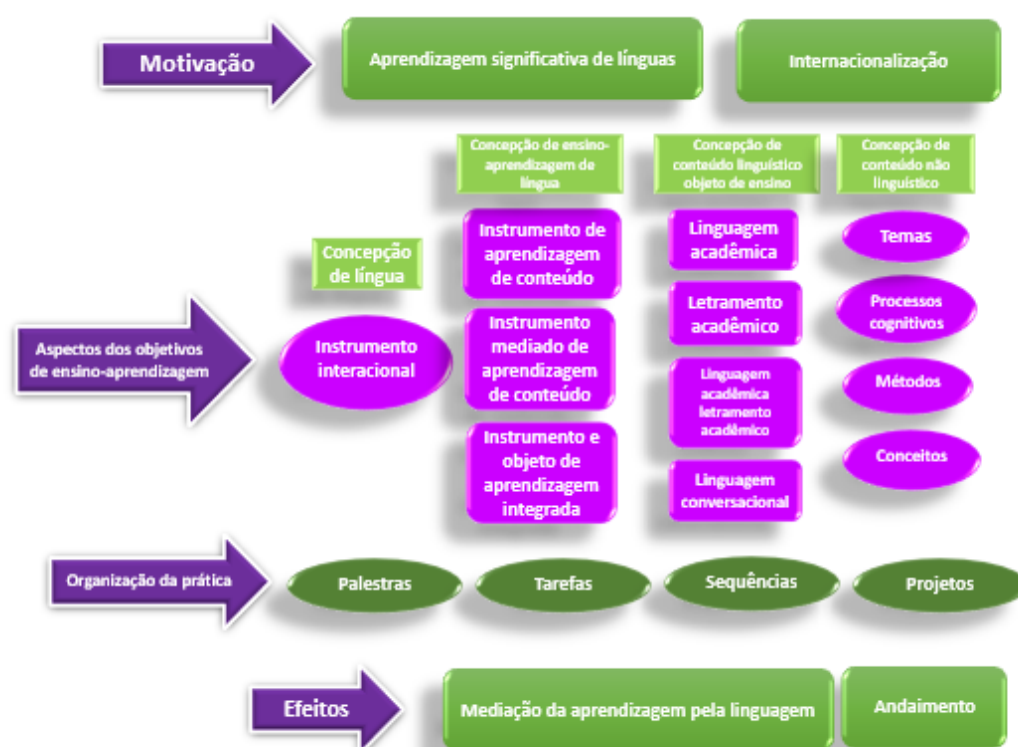 Motivação
Aprendizagem significativa de línguas
Internacionalização
Concepção de ensino-
aprendizagem de
língua
Concepção de
conteúdo linguístico
objeto de ensino
Concepção de
conteúdo não
linguístico
Concepção
de língua
Instrumento de
aprendizagem
de conteúdo
Linguagem
acadêmica
Temas
Aspectos dos objetivos
de ensino-aprendizagem
Instrumento
interacional
Instrumento
mediado de
aprendizagem
de conteúdo
Letramento
acadêmico
Processos
cognitivos
Linguagem
acadêmica
letramento
acadêmico
Métodos
Instrumento e
objeto de
aprendizagem
integrada
Linguagem
conversacional
Conceitos
Organização da prática
Palestras
Tarefas
Sequências
Projetos
Efeitos
Mediação da aprendizagem pela linguagem
Andaimento